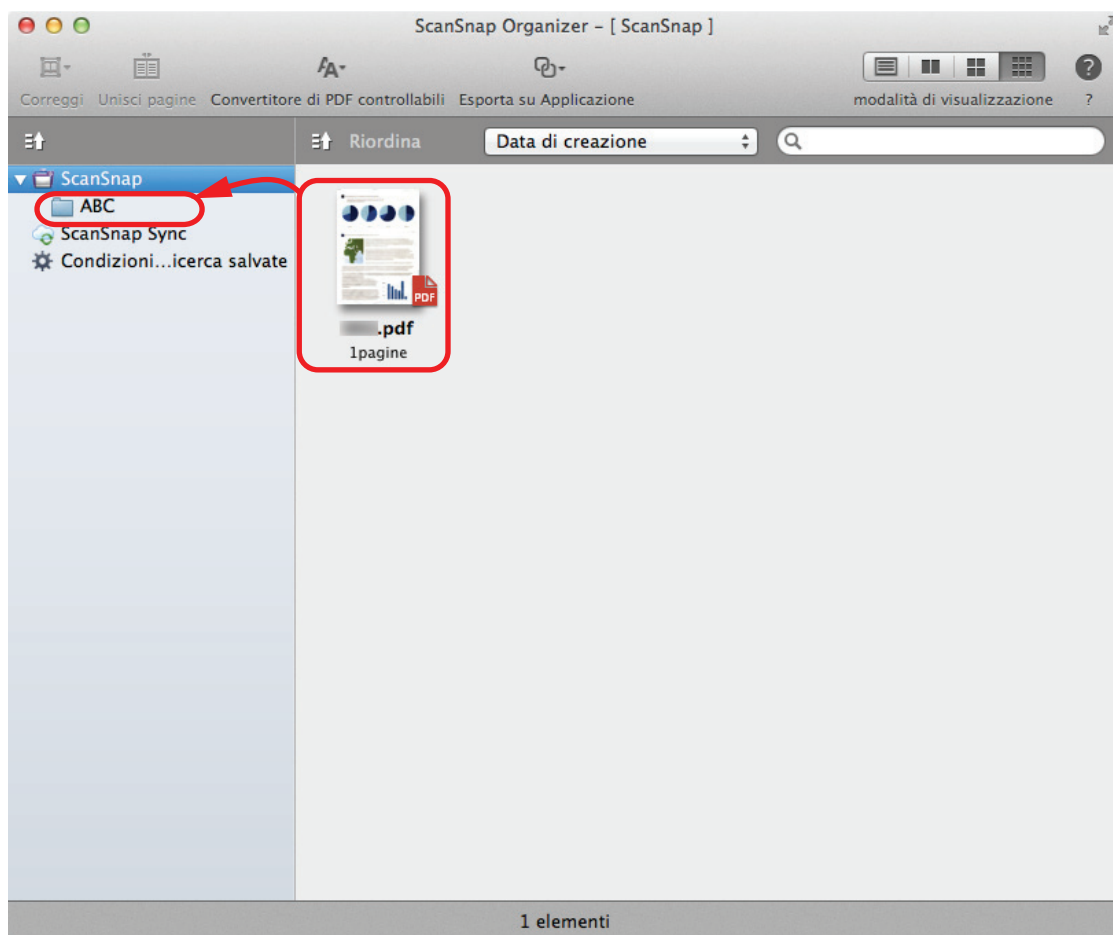 ScanSnap Organizer – [ ScanSnap ]
Correggi Unisci pagine Convertitore di PDF controllabili Esporta su Applicazione modalità di visualizzazione ?
Riordina Data di creazione
ScanSnap
ABC
ScanSnap Sync
Condizioni...icerca salvate
PDF
.pdf
1pagine
1 elementi